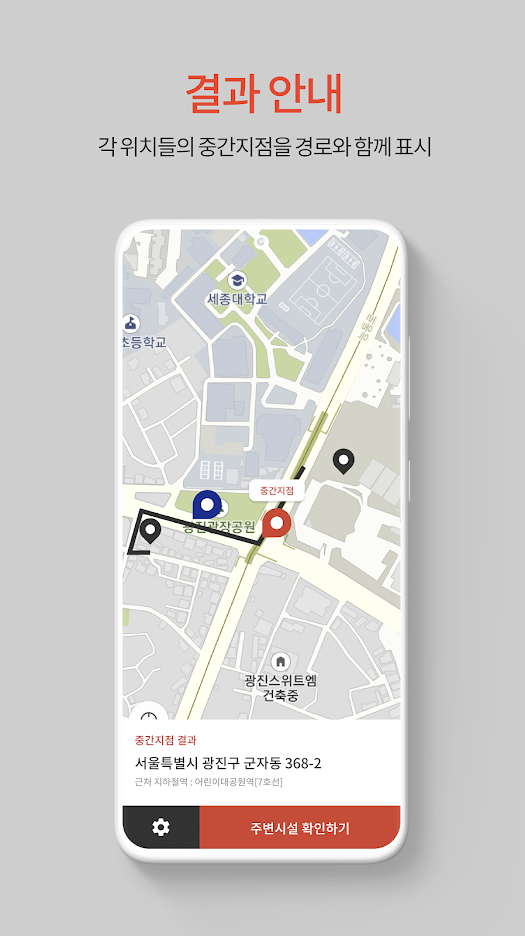 결과 안내
각 위치들의 중간지점을 경로와 함께 표시
세종대학교
초등학교
중간지점
광진광장공원
광진스위트엠
건축중
중간지점 결과
서울특별시 광진구 군자동 368-2
근처 지하철역 : 어린이대공원역[7호선]
주변시설 확인하기